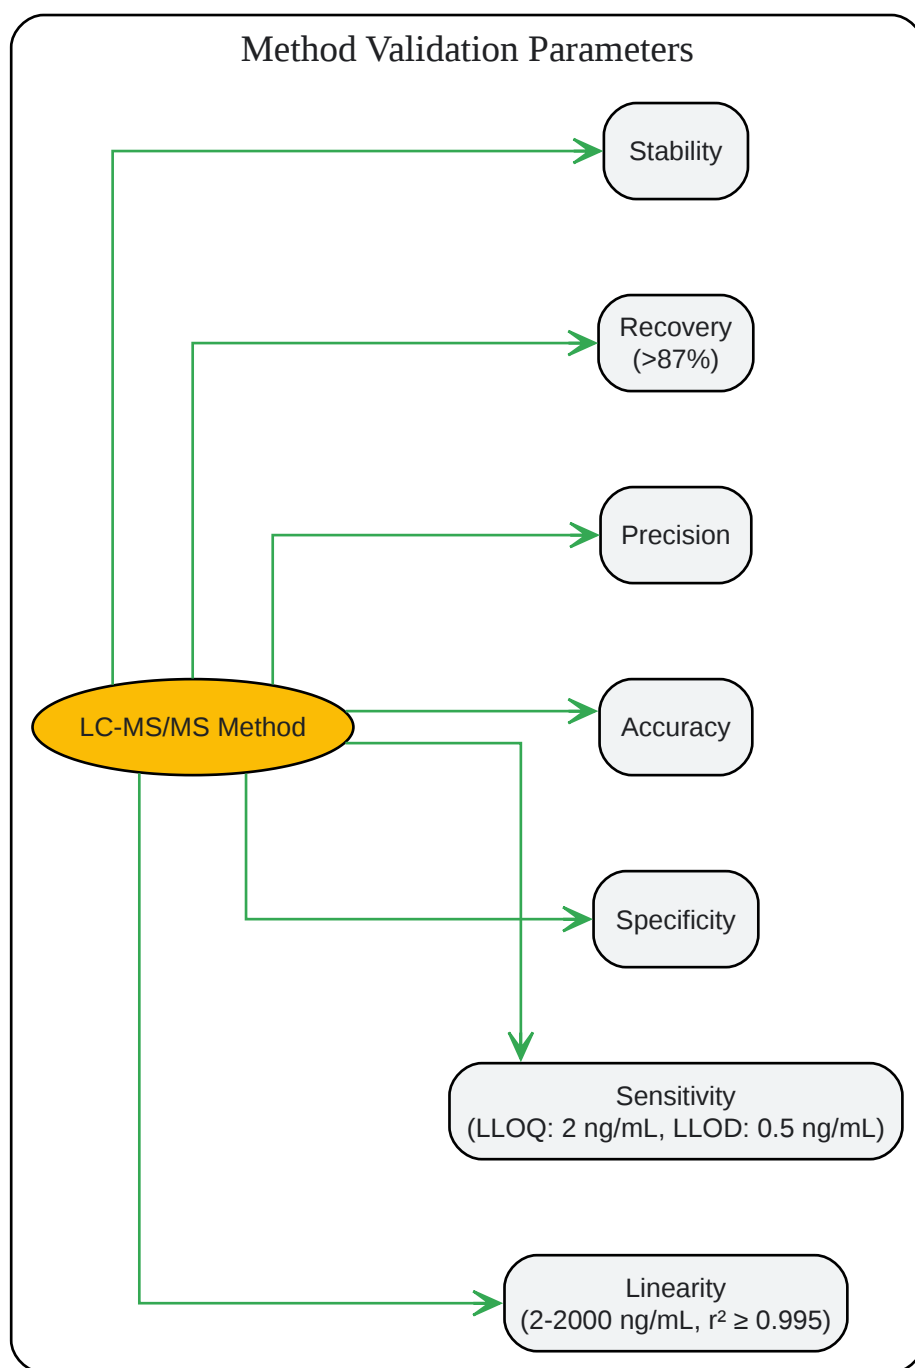 Method Validation Parameters
Stability
Recovery
(>87%)
Precision
LC-MS/MS Method
Accuracy
Specificity
Sensitivity
(LLOQ: 2 ng/mL, LLOD: 0.5 ng/mL)
Linearity
(2-2000 ng/mL, r² ≥ 0.995)